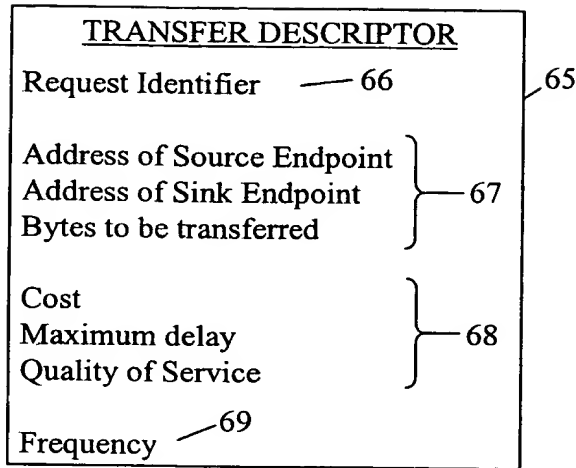 TRANSFER DESCRIPTOR
Request Identifier 66
65
Address of Source Endpoint
Address of Sink Endpoint
Bytes to be transferred
67
Cost
Maximum delay
Quality of Service
68
Frequency 69